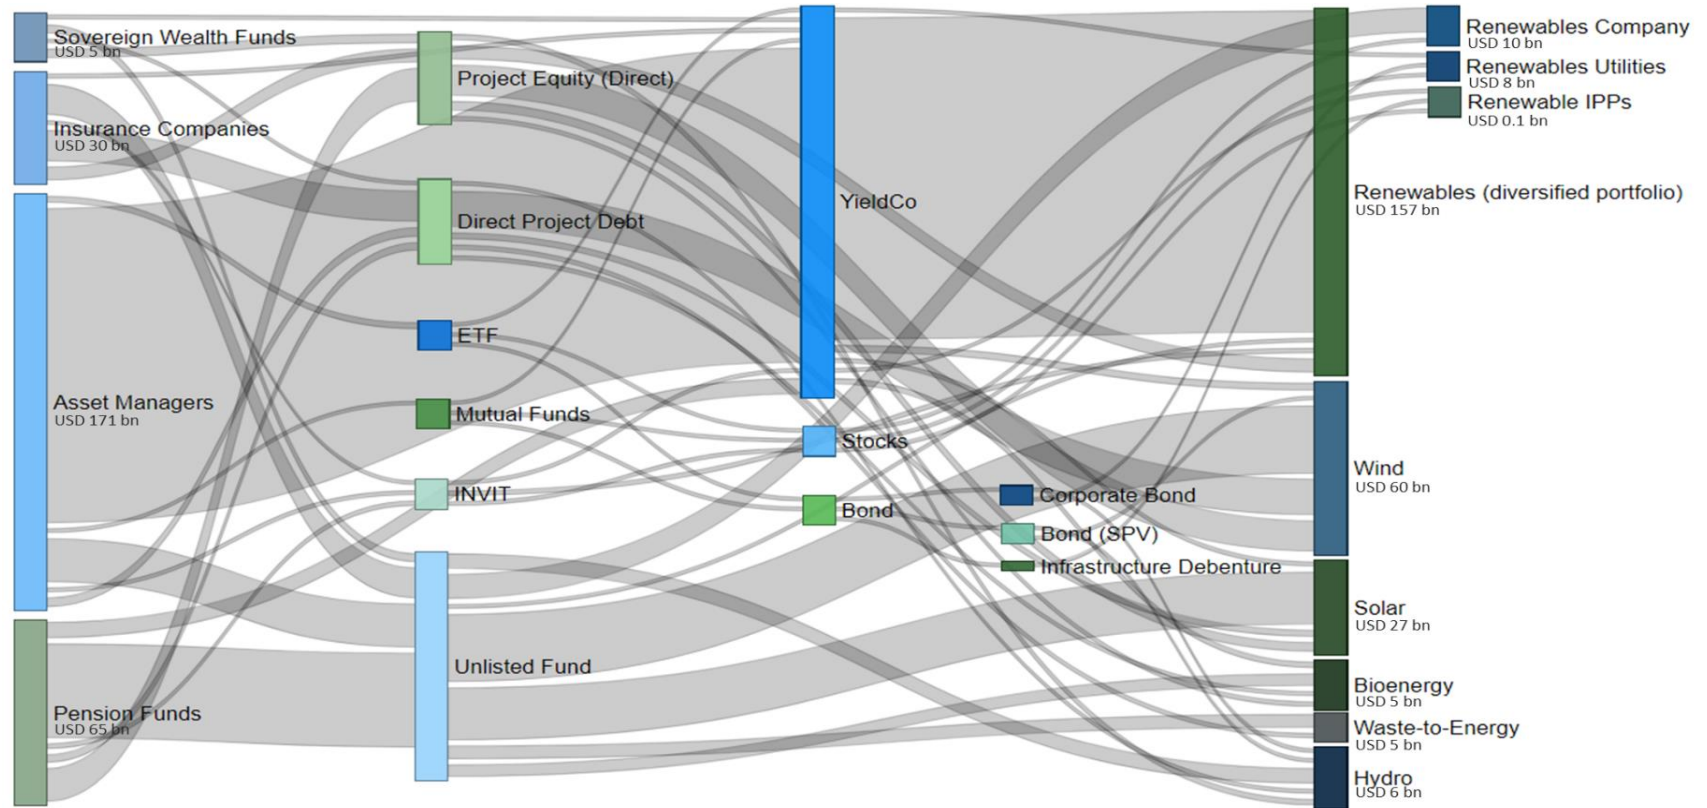 Sovereign Wealth Funds
USD 5 bn
Insurance Companies
USD 30 bn
Asset Managers
USD 171 bn
Pension Funds
USD 65 bn
Project Equity (Direct)
Direct Project Debt
ETF
Mutual Funds
INVIT
Unlisted Fund
YieldCo
Stocks
Bond
Corporate Bond
Bond (SPV)
Infrastructure Debenture
Renewables Company
USD 10 bn
Renewables Utilities
USD 8 bn
Renewable IPPs
USD 0.1 bn
Renewables (diversified portfolio)
USD 157 bn
Wind
USD 60 bn
Solar
USD 27 bn
Bioenergy
USD 5 bn
Waste-to-Energy
USD 5 bn
Hydro
USD 6 bn